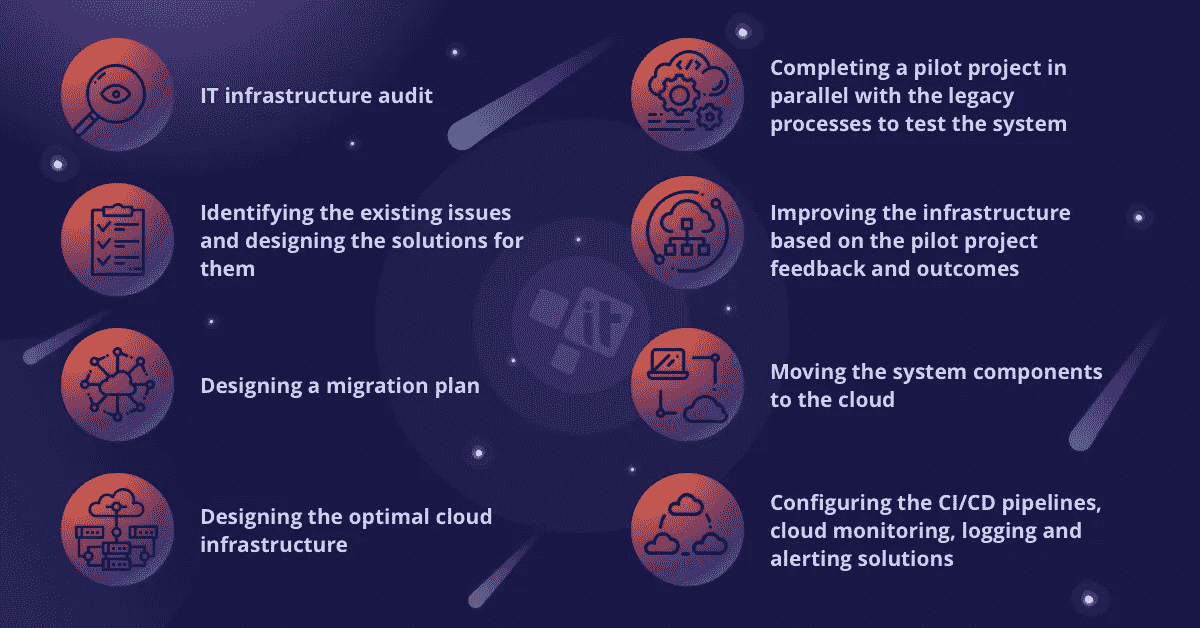 IT infrastructure audit
Identifying the existing issues
and designing the solutions for
them
Designing a migration plan
Designing the optimal cloud
infrastructure
Completing a pilot project in
parallel with the legacy
processes to test the system
Improving the infrastructure
based on the pilot project
feedback and outcomes
Moving the system components
to the cloud
Configuring the CI/CD pipelines,
cloud monitoring, logging and
alerting solutions
it